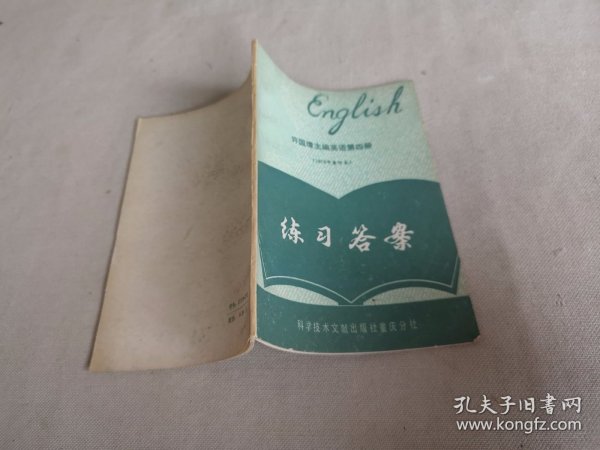 English
许国璋主编英语第四册
练习答案
科学技术文献出版社重庆分社
孔夫子旧书网
www.kongfz.com